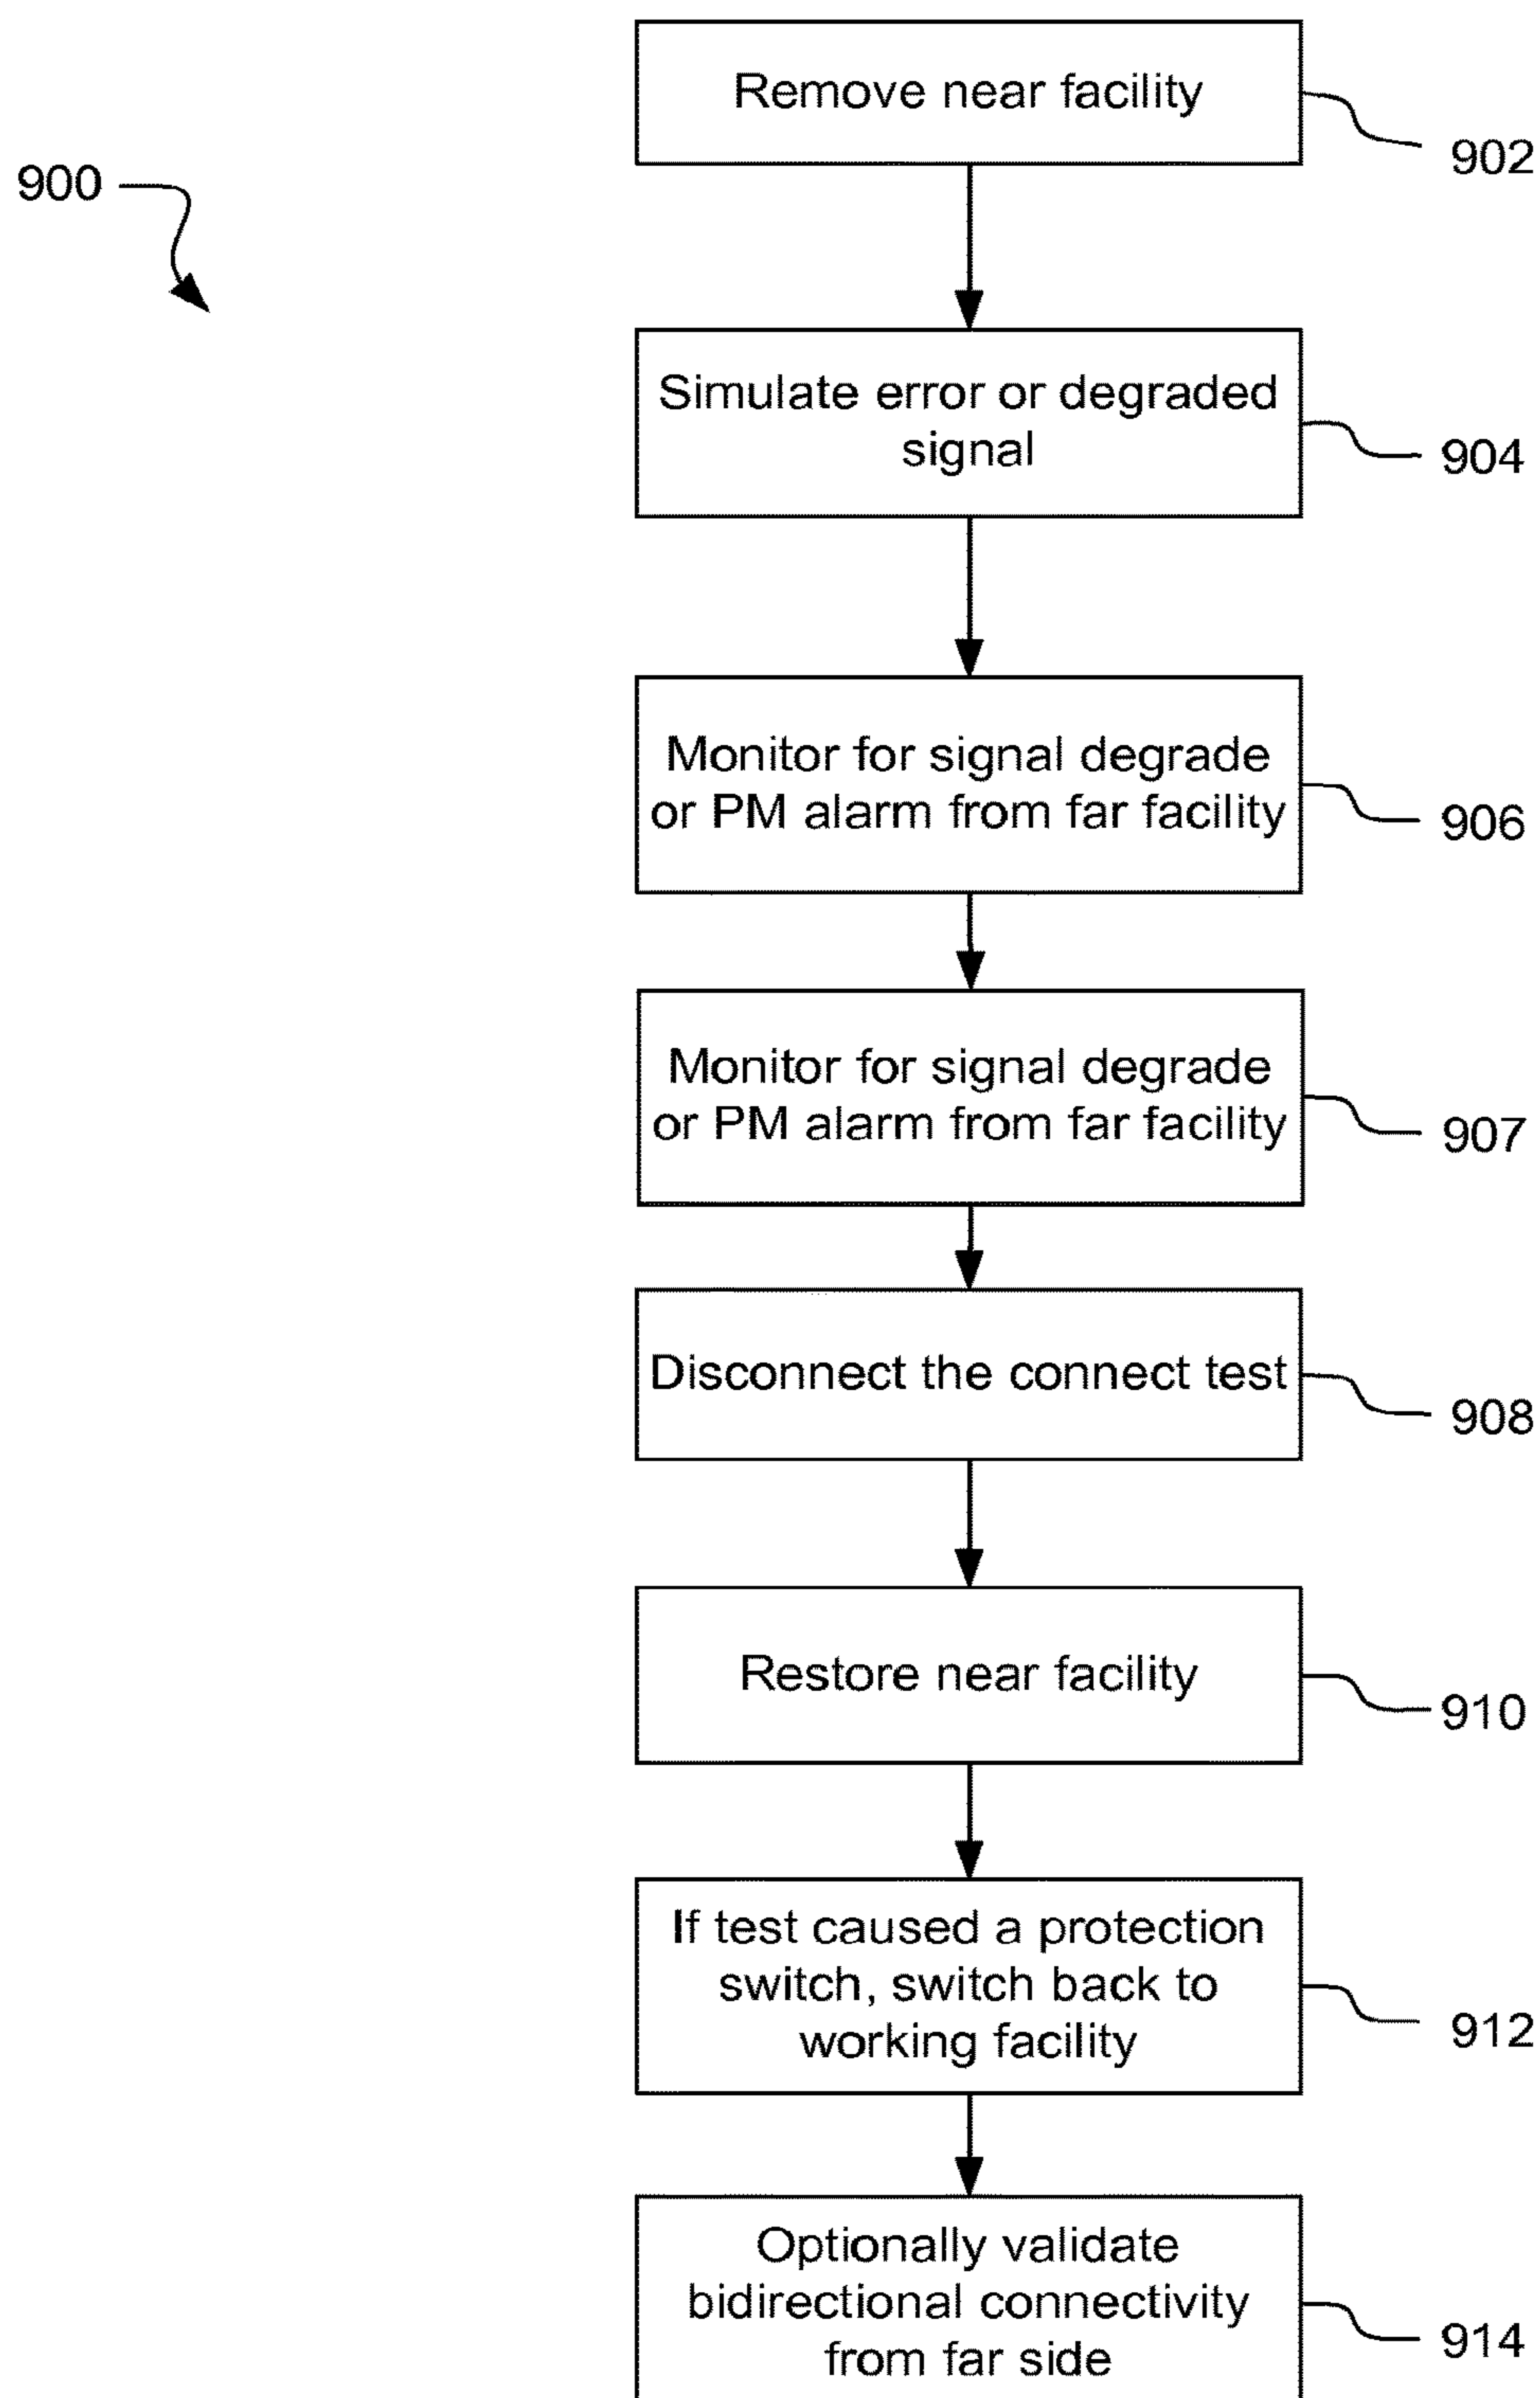 Remove near facility
902
900
Simulate error or degraded
signal
904
Monitor for signal degrade
or PM alarm from far facility
906
Monitor for signal degrade
or PM alarm from far facility
907
Disconnect the connect test
908
Restore near facility
910
If test caused a protection
switch, switch back to
working facility
912
Optionally validate
bidirectional connectivity
from far side
914